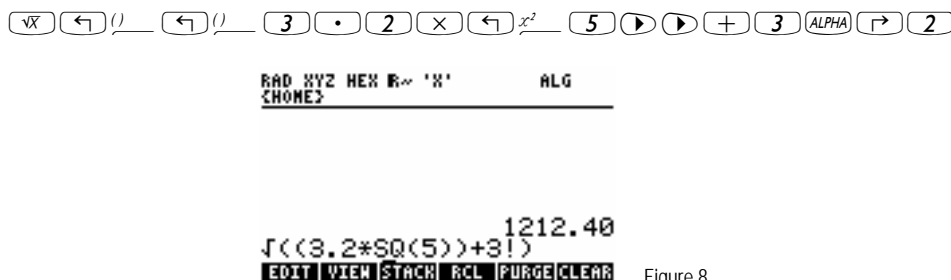 √X ↰ () ↰ () 3 • 2 × ↰ x² 5 ▶ ▶ + 3 ALPHA ↱ 2
RAD XYZ HEX R~ 'X' ALG
{HOME}
1212.40
√((3.2*SQ(5))+3!)
EDIT VIEW STACK RCL PURGE CLEAR
Figure 8